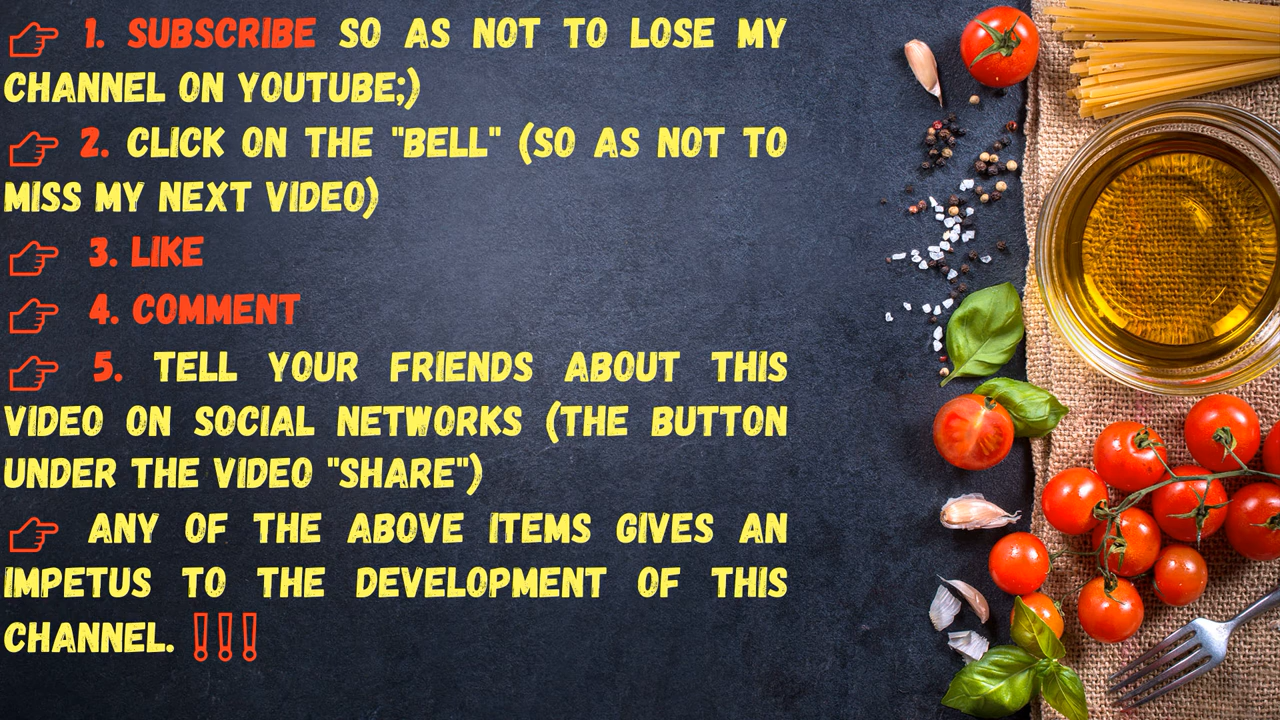 👉 1. SUBSCRIBE SO AS NOT TO LOSE MY
CHANNEL ON YOUTUBE;)
👉 2. CLICK ON THE "BELL" (SO AS NOT TO
MISS MY NEXT VIDEO)
👉 3. LIKE
👉 4. COMMENT
👉 5. TELL YOUR FRIENDS ABOUT THIS
VIDEO ON SOCIAL NETWORKS (THE BUTTON
UNDER THE VIDEO "SHARE")
👉 ANY OF THE ABOVE ITEMS GIVES AN
IMPETUS TO THE DEVELOPMENT OF THIS
CHANNEL. !!!